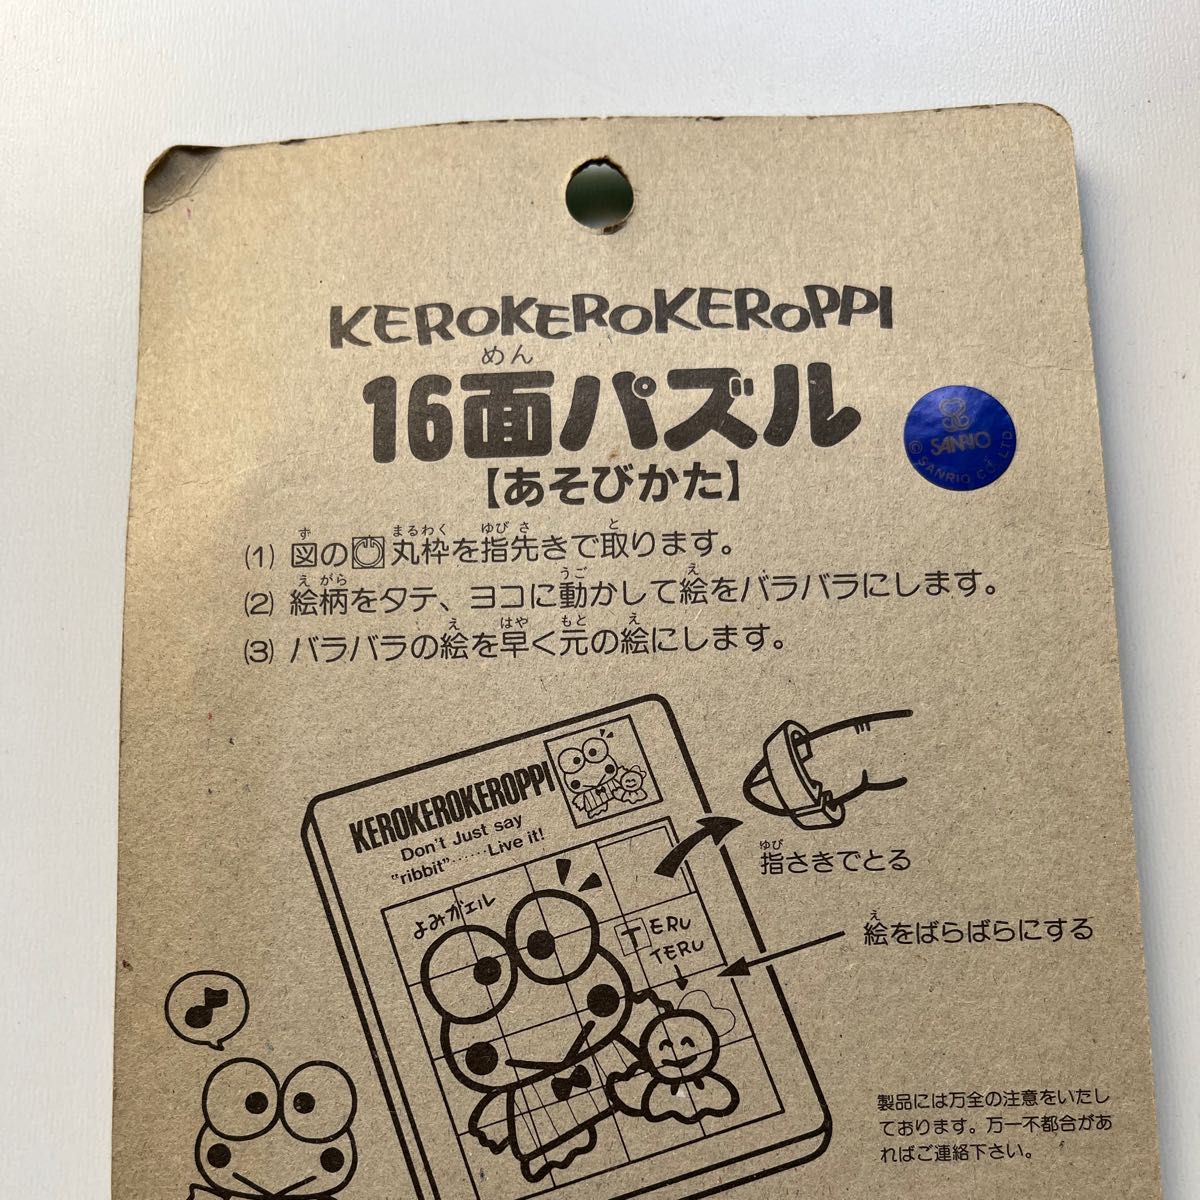 KEROKEROKEROPPI
めん
16面パズル
【あそびかた】
SANRIO
© SANRIO CO., LTD.
ず まるわく ゆび さ と
(1) 図の 丸枠を指先きで取ります。
え がら うご え
(2) 絵柄をタテ、ヨコに動かして絵をバラバラにします。
え はや もと え
(3) バラバラの絵を早く元の絵にします。
KEROKEROKEROPPI
Don't Just say
"ribbit"……Live it!
よみがエル
TERU
TERU
ゆび
指さきでとる
え
絵をばらばらにする
製品には万全の注意をいたし
ております。万一不都合があ
ればご連絡下さい。